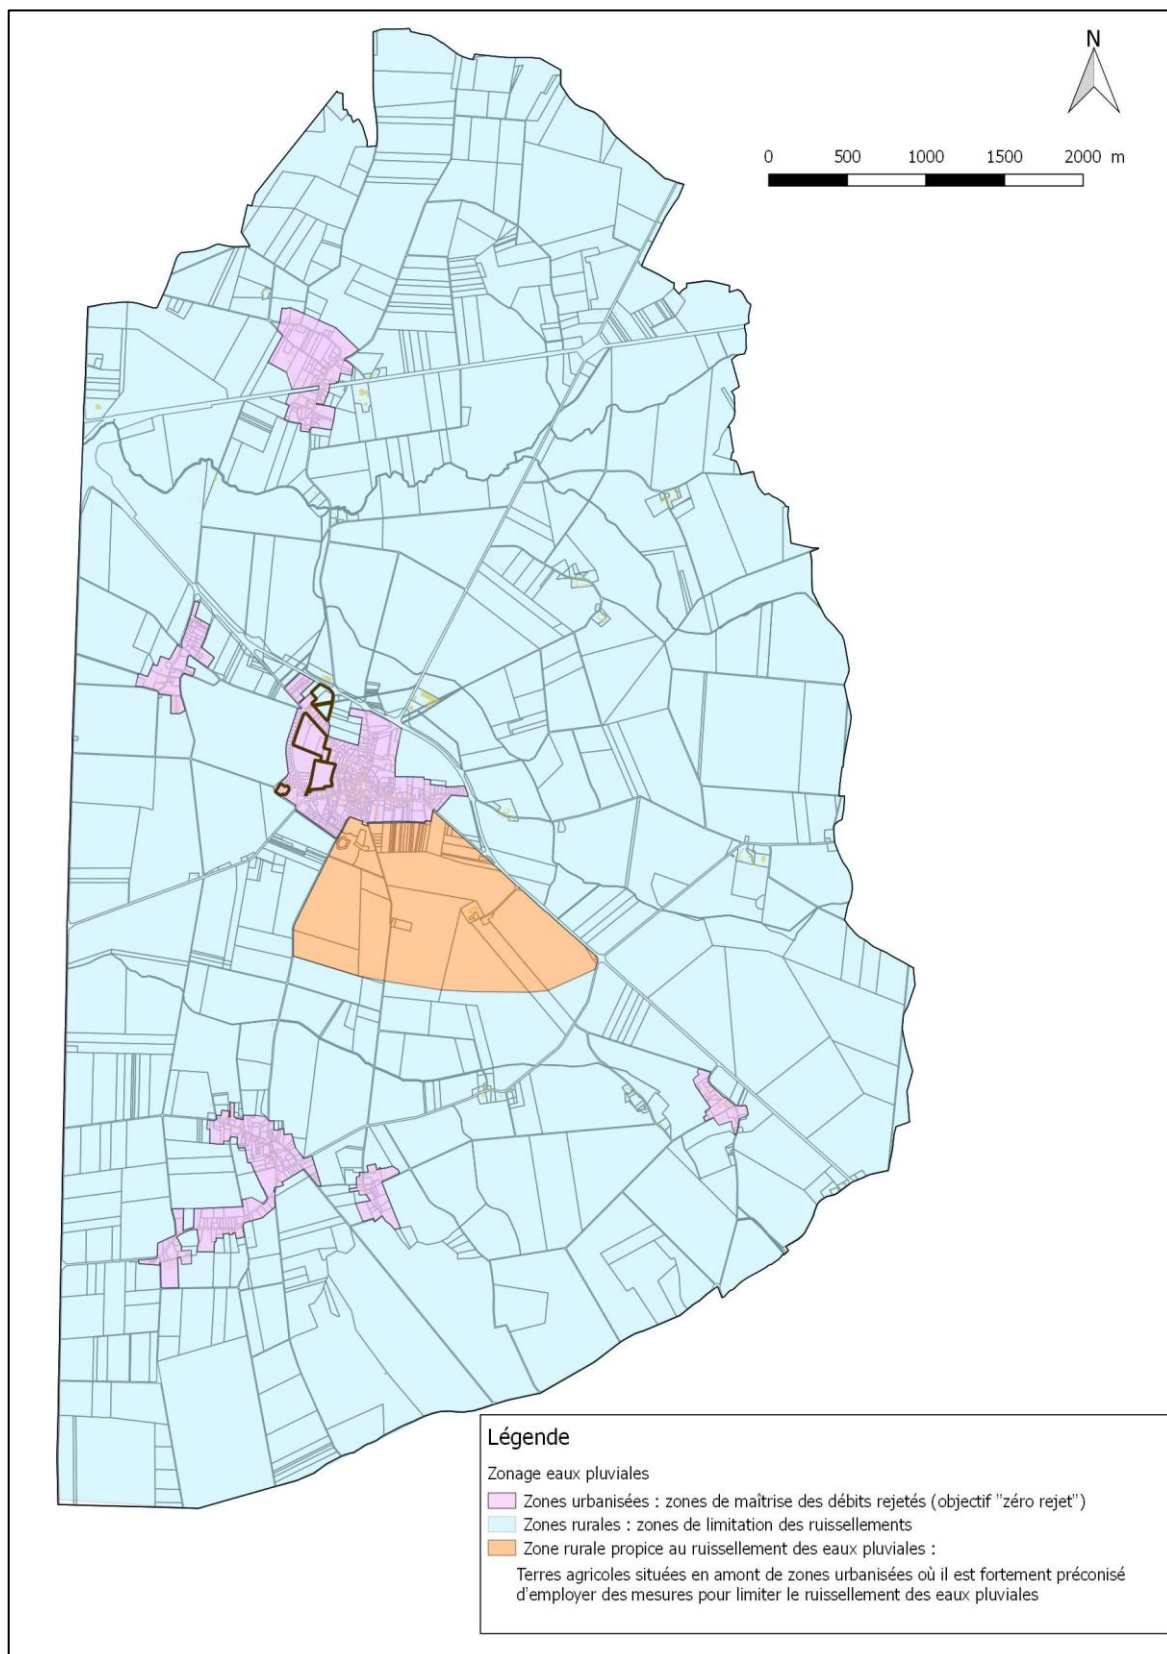 N
0 500 1000 1500 2000 m
Légende
Zonage eaux pluviales
Zones urbanisées : zones de maîtrise des débits rejetés (objectif "zéro rejet")
Zones rurales : zones de limitation des ruissellements
Zone rurale propice au ruissellement des eaux pluviales :
Terres agricoles situées en amont de zones urbanisées où il est fortement préconisé
d'employer des mesures pour limiter le ruissellement des eaux pluviales